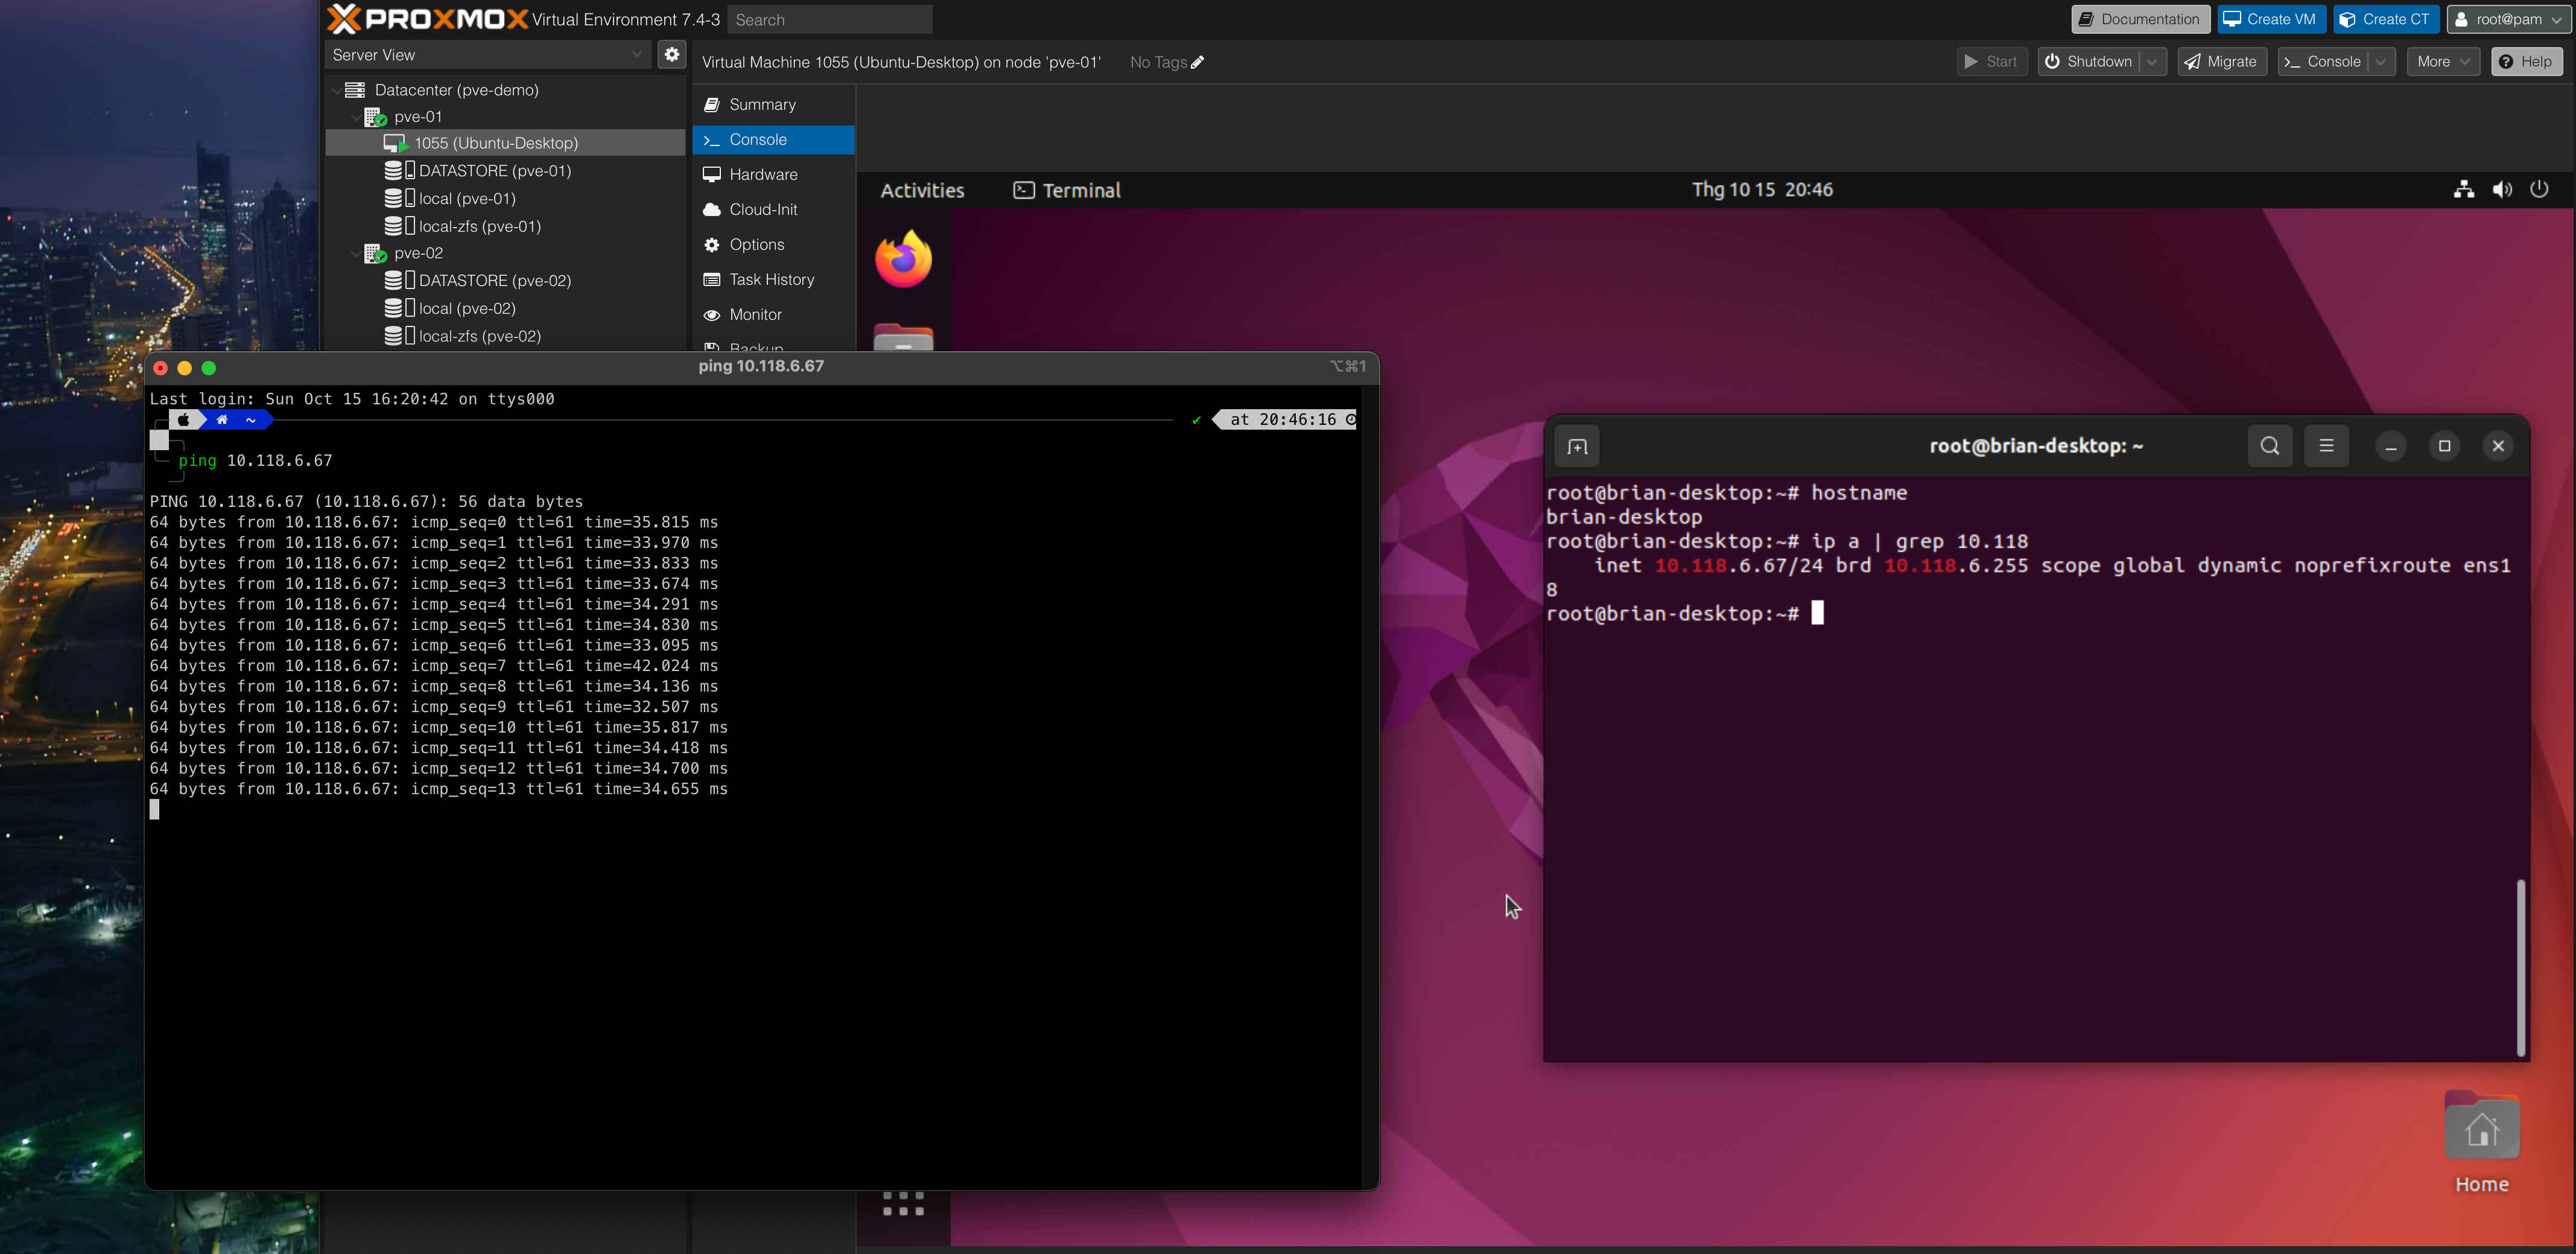 PROXMOX Virtual Environment 7.4-3 Search
Documentation Create VM Create CT root@pam
Server View
Virtual Machine 1055 (Ubuntu-Desktop) on node 'pve-01' No Tags
Start Shutdown Migrate Console More Help
Datacenter (pve-demo)
pve-01
1055 (Ubuntu-Desktop)
DATASTORE (pve-01)
local (pve-01)
local-zfs (pve-01)
pve-02
DATASTORE (pve-02)
local (pve-02)
local-zfs (pve-02)
Summary
Console
Hardware
Cloud-Init
Options
Task History
Monitor
Backup
Activities Terminal Thg 10 15 20:46
ping 10.118.6.67 ⌥⌘1
Last login: Sun Oct 15 16:20:42 on ttys000
~ ✔ at 20:46:16
ping 10.118.6.67
PING 10.118.6.67 (10.118.6.67): 56 data bytes
64 bytes from 10.118.6.67: icmp_seq=0 ttl=61 time=35.815 ms
64 bytes from 10.118.6.67: icmp_seq=1 ttl=61 time=33.970 ms
64 bytes from 10.118.6.67: icmp_seq=2 ttl=61 time=33.833 ms
64 bytes from 10.118.6.67: icmp_seq=3 ttl=61 time=33.674 ms
64 bytes from 10.118.6.67: icmp_seq=4 ttl=61 time=34.291 ms
64 bytes from 10.118.6.67: icmp_seq=5 ttl=61 time=34.830 ms
64 bytes from 10.118.6.67: icmp_seq=6 ttl=61 time=33.095 ms
64 bytes from 10.118.6.67: icmp_seq=7 ttl=61 time=42.024 ms
64 bytes from 10.118.6.67: icmp_seq=8 ttl=61 time=34.136 ms
64 bytes from 10.118.6.67: icmp_seq=9 ttl=61 time=32.507 ms
64 bytes from 10.118.6.67: icmp_seq=10 ttl=61 time=35.817 ms
64 bytes from 10.118.6.67: icmp_seq=11 ttl=61 time=34.418 ms
64 bytes from 10.118.6.67: icmp_seq=12 ttl=61 time=34.700 ms
64 bytes from 10.118.6.67: icmp_seq=13 ttl=61 time=34.655 ms
root@brian-desktop: ~
root@brian-desktop:~# hostname
brian-desktop
root@brian-desktop:~# ip a | grep 10.118
inet 10.118.6.67/24 brd 10.118.6.255 scope global dynamic noprefixroute ens1
8
root@brian-desktop:~#
Home